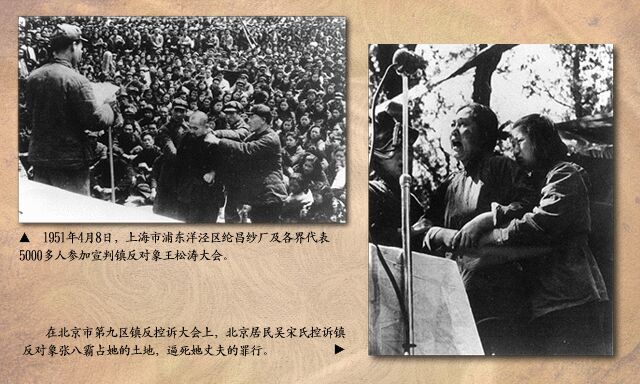 ▲ 1951年4月8日，上海市浦东洋泾区纶昌纱厂及各界代表
5000多人参加宣判镇反对象王松涛大会。
在北京市第九区镇反控诉大会上，北京居民吴宋氏控诉镇
反对象张八霸占她的土地，逼死她丈夫的罪行。 ▶